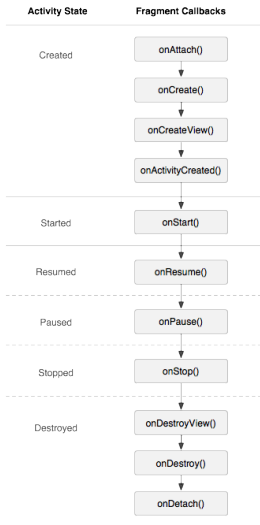 Activity State Fragment Callbacks
Created
onAttach()
onCreate()
onCreateView()
onActivityCreated()
Started onStart()
Resumed onResume()
Paused onPause()
Stopped onStop()
Destroyed onDestroyView()
onDestroy()
onDetach()